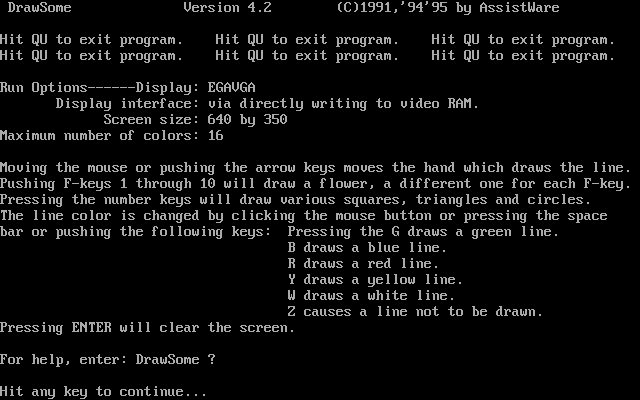 DrawSome Version 4.2 (C)1991,'94'95 by AssistWare
Hit QU to exit program. Hit QU to exit program. Hit QU to exit program.
Hit QU to exit program. Hit QU to exit program. Hit QU to exit program.
Run Options------Display: EGAVGA
Display interface: via directly writing to video RAM.
Screen size: 640 by 350
Maximum number of colors: 16
Moving the mouse or pushing the arrow keys moves the hand which draws the line.
Pushing F-keys 1 through 10 will draw a flower, a different one for each F-key.
Pressing the number keys will draw various squares, triangles and circles.
The line color is changed by clicking the mouse button or pressing the space
bar or pushing the following keys: Pressing the G draws a green line.
B draws a blue line.
R draws a red line.
Y draws a yellow line.
W draws a white line.
Z causes a line not to be drawn.
Pressing ENTER will clear the screen.
For help, enter: DrawSome ?
Hit any key to continue...